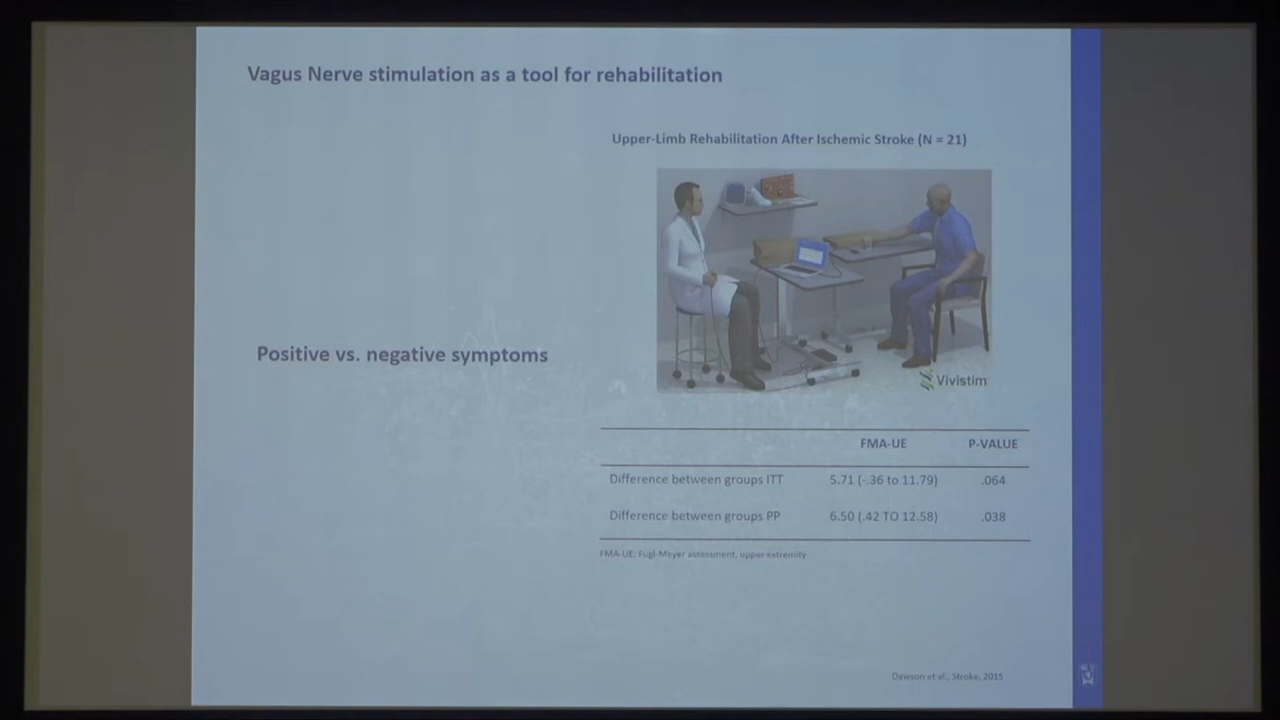 Vagus Nerve stimulation as a tool for rehabilitation
Upper-Limb Rehabilitation After Ischemic Stroke (N = 21)
Vivistim
Positive vs. negative symptoms
FMA-UE P-VALUE
Difference between groups ITT 5.71 (-.36 to 11.79) .064
Difference between groups PP 6.50 (.42 TO 12.58) .038
FMA-UE: Fugl-Meyer assessment, upper extremity
Dawson et al., Stroke, 2015